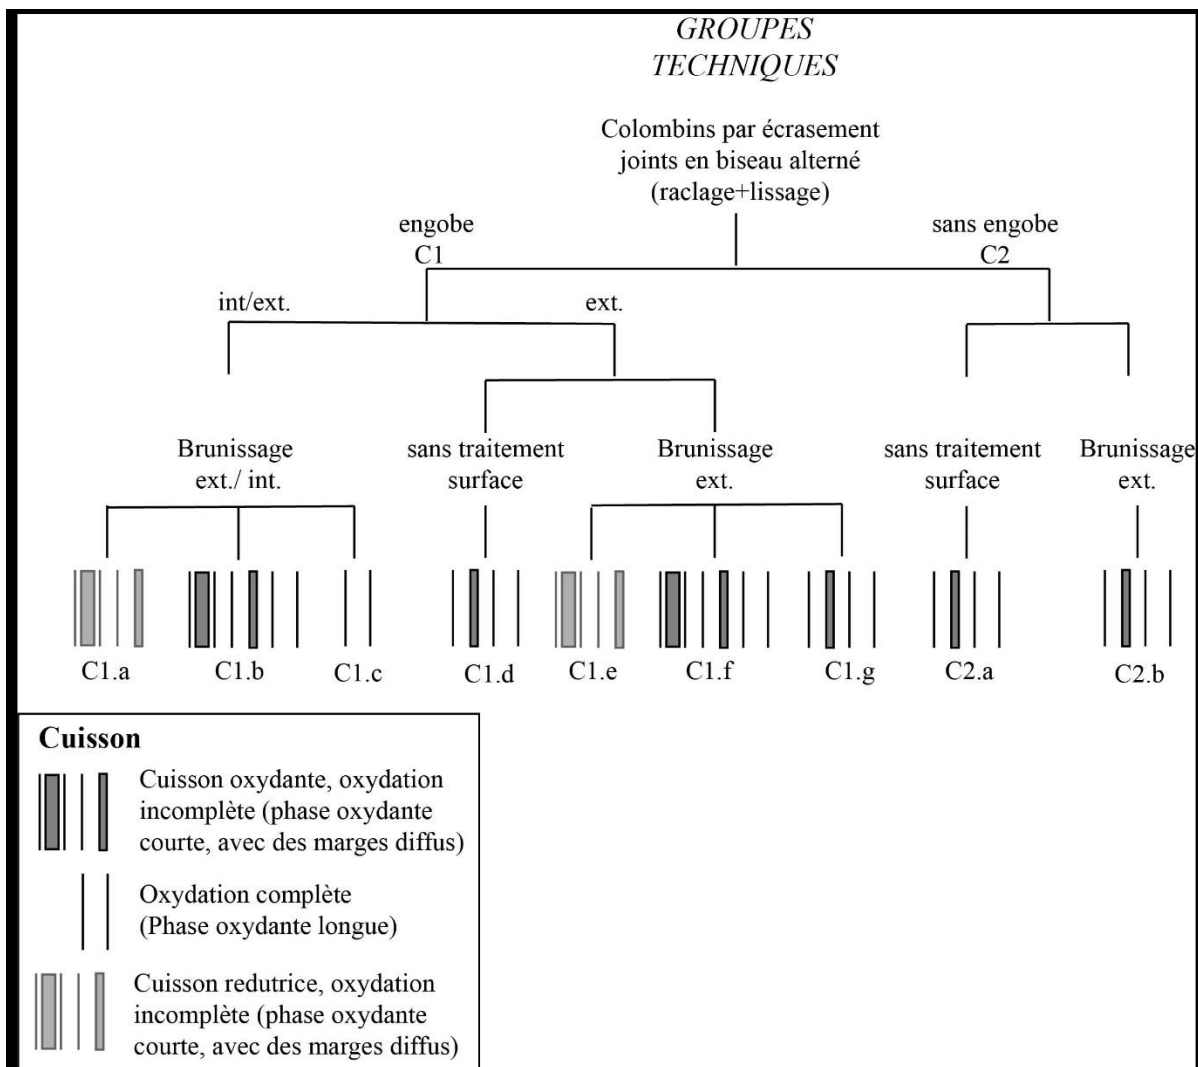 GROUPES
TECHNIQUES
Colombins par écrasement
joints en biseau alterné
(raclage+lissage)
engobe
C1
sans engobe
C2
int/ext.
ext.
Brunissage
ext./ int.
sans traitement
surface
Brunissage
ext.
sans traitement
surface
Brunissage
ext.
C1.a
C1.b
C1.c
C1.d
C1.e
C1.f
C1.g
C2.a
C2.b
Cuisson
Cuisson oxydante, oxydation
incomplète (phase oxydante
courte, avec des marges diffus)
Oxydation complète
(Phase oxydante longue)
Cuisson redutrice, oxydation
incomplète (phase oxydante
courte, avec des marges diffus)